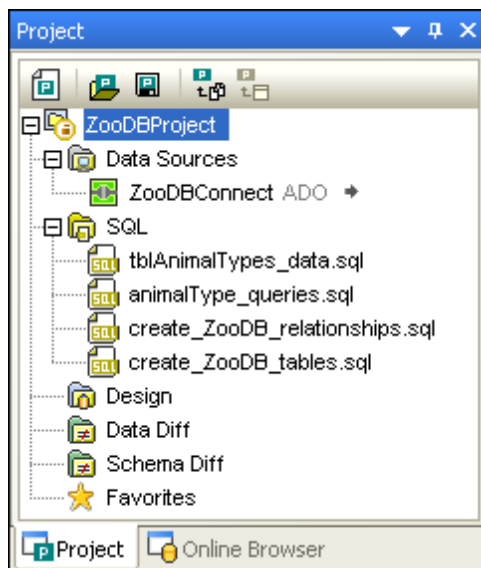 Project
ZooDBProject
Data Sources
ZooDBConnect ADO
SQL
tblAnimalTypes_data.sql
animalType_queries.sql
create_ZooDB_relationships.sql
create_ZooDB_tables.sql
Design
Data Diff
Schema Diff
Favorites
Project Online Browser